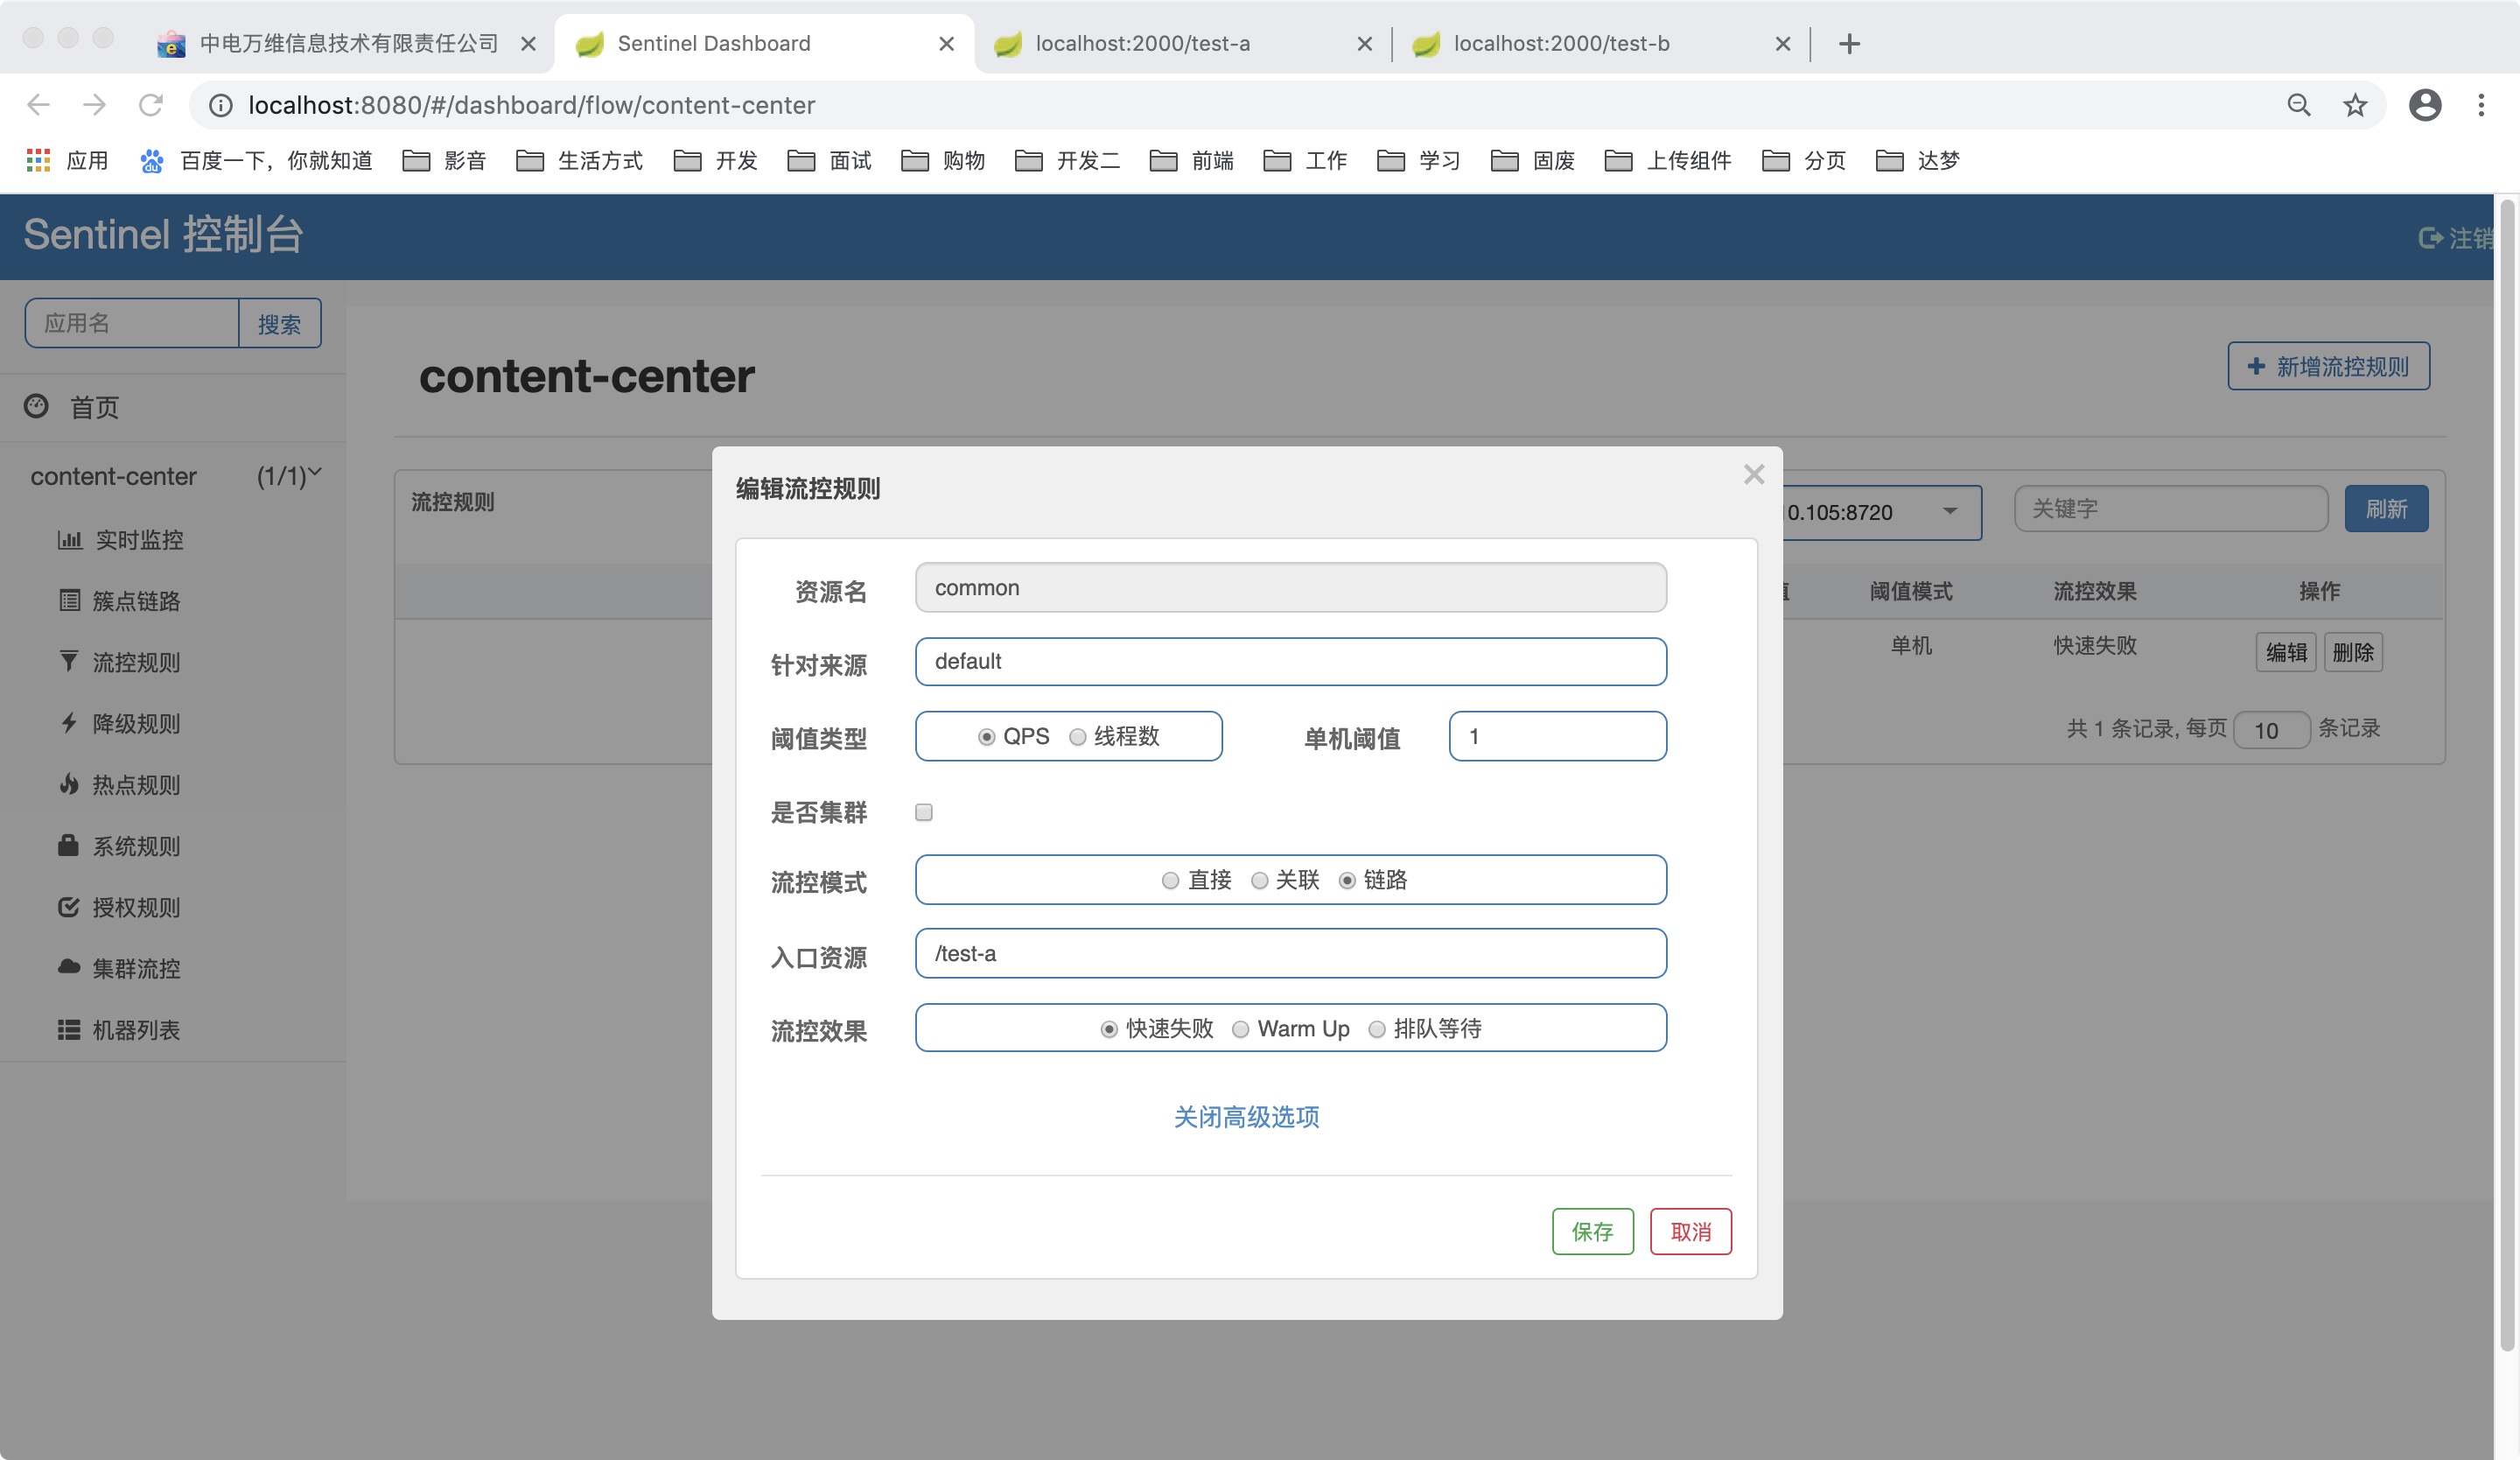 中电万维信息技术有限责任公司
Sentinel Dashboard
localhost:2000/test-a
localhost:2000/test-b
localhost:8080/#/dashboard/flow/content-center
应用
百度一下，你就知道
影音
生活方式
开发
面试
购物
开发二
前端
工作
学习
固废
上传组件
分页
达梦
Sentinel 控制台
注销
应用名
搜索
首页
content-center (1/1)
实时监控
簇点链路
流控规则
降级规则
热点规则
系统规则
授权规则
集群流控
机器列表
content-center
新增流控规则
流控规则
0.105:8720
关键字
刷新
阈值模式 流控效果 操作
单机 快速失败 编辑 删除
共 1 条记录, 每页 10 条记录
编辑流控规则
资源名 common
针对来源 default
阈值类型 QPS 线程数 单机阈值 1
是否集群
流控模式 直接 关联 链路
入口资源 /test-a
流控效果 快速失败 Warm Up 排队等待
关闭高级选项
保存 取消